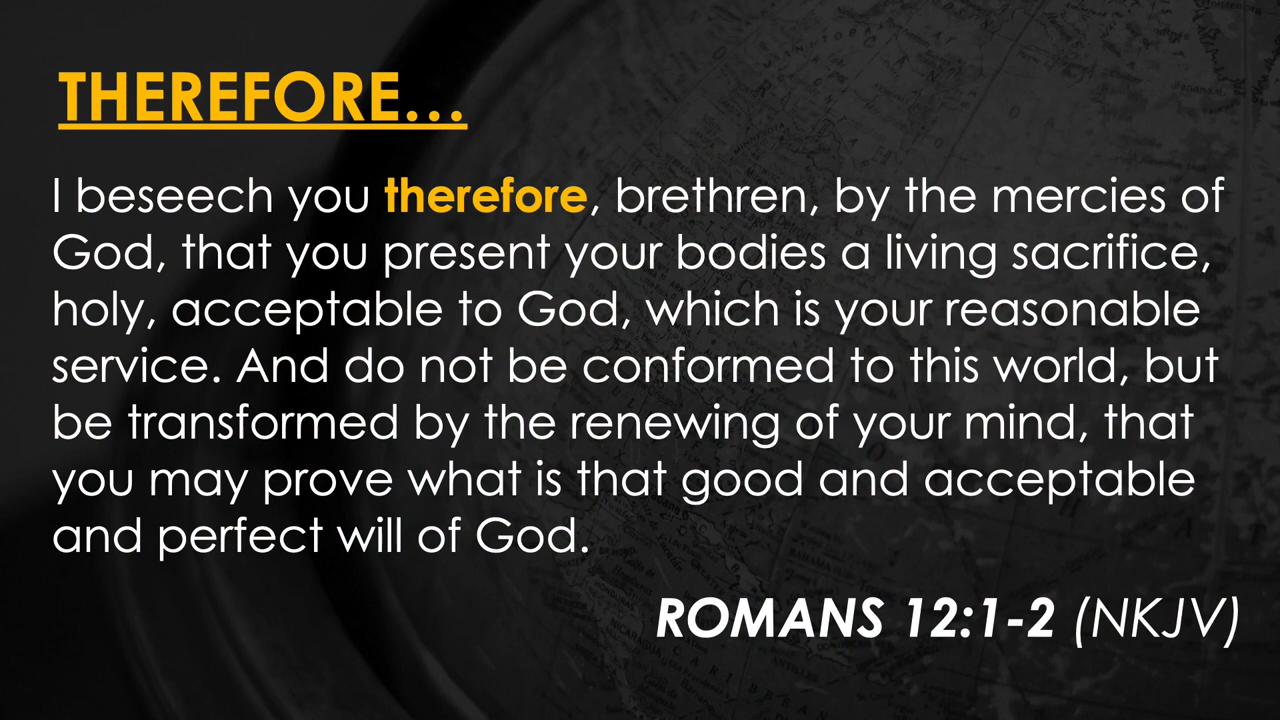 THEREFORE…
I beseech you therefore, brethren, by the mercies of
God, that you present your bodies a living sacrifice,
holy, acceptable to God, which is your reasonable
service. And do not be conformed to this world, but
be transformed by the renewing of your mind, that
you may prove what is that good and acceptable
and perfect will of God.
ROMANS 12:1-2 (NKJV)